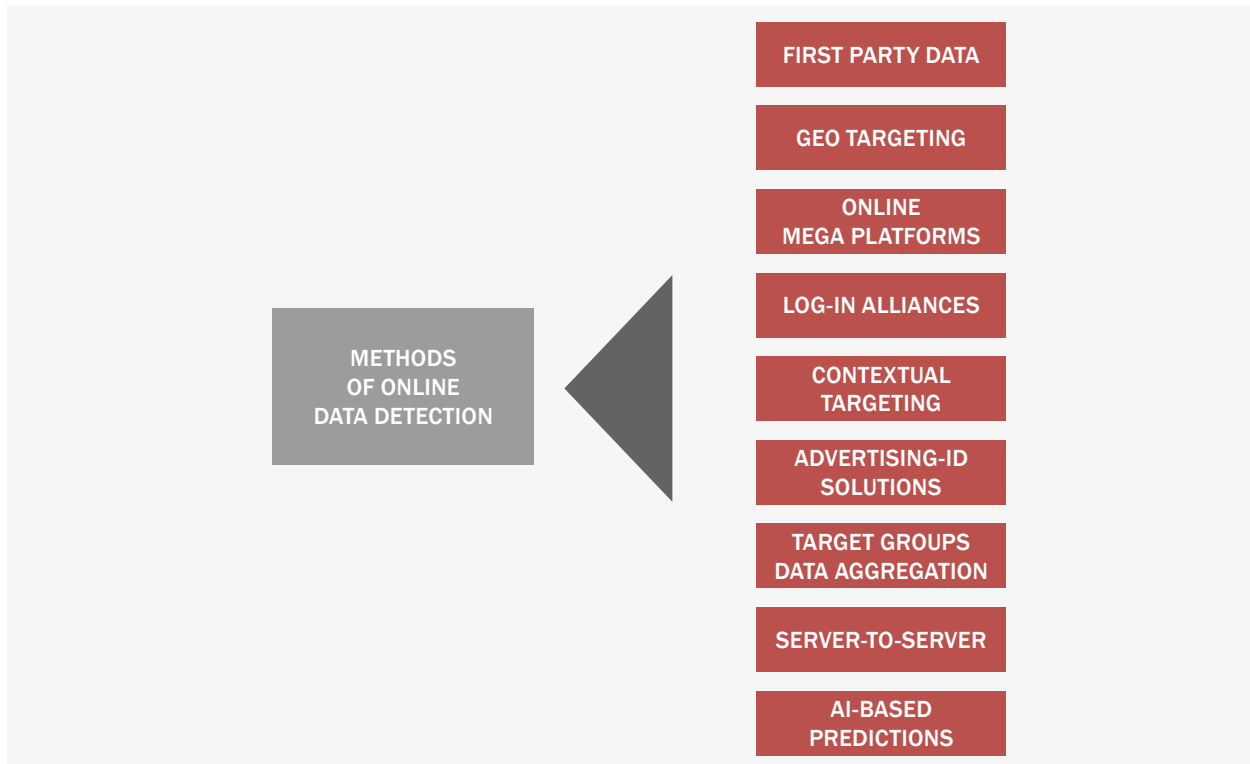 METHODS
OF ONLINE
DATA DETECTION
FIRST PARTY DATA
GEO TARGETING
ONLINE
MEGA PLATFORMS
LOG-IN ALLIANCES
CONTEXTUAL
TARGETING
ADVERTISING-ID
SOLUTIONS
TARGET GROUPS
DATA AGGREGATION
SERVER-TO-SERVER
AI-BASED
PREDICTIONS